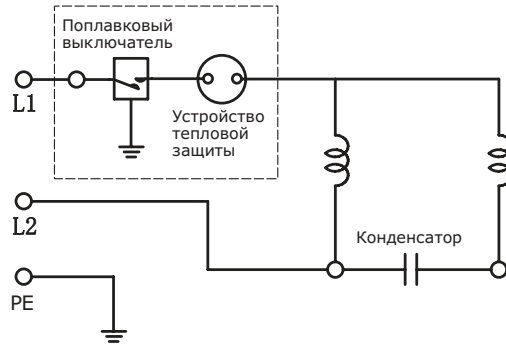 Поплавковый
выключатель
L1
Устройство
тепловой
защиты
L2
Конденсатор
PE